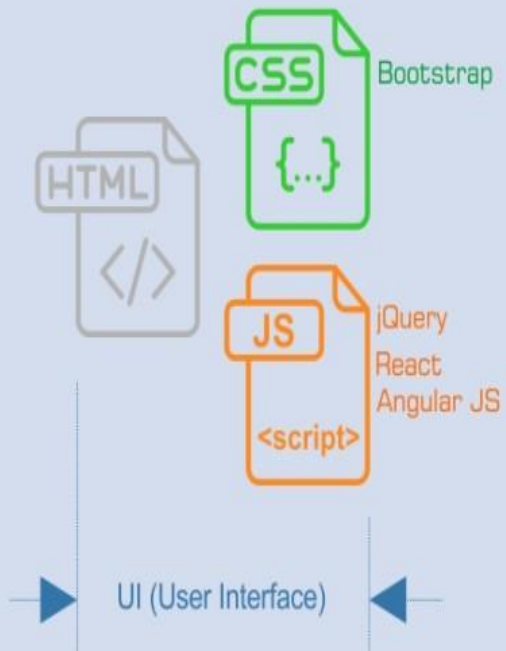 CSS
Bootstrap
{...}
HTML
</>
JS
jQuery
React
Angular JS
<script>
UI (User Interface)